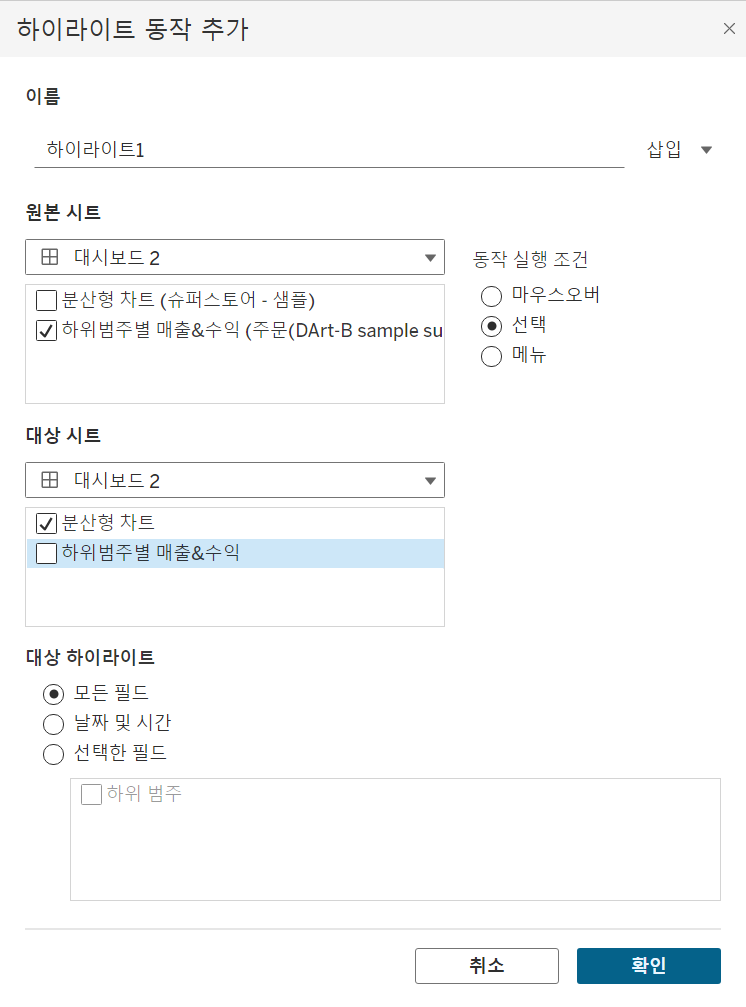 하이라이트 동작 추가
이름
하이라이트1 삽입
원본 시트
대시보드 2
동작 실행 조건
분산형 차트 (슈퍼스토어 - 샘플)
하위범주별 매출&수익 (주문(DArt-B sample su
마우스오버
선택
메뉴
대상 시트
대시보드 2
분산형 차트
하위범주별 매출&수익
대상 하이라이트
모든 필드
날짜 및 시간
선택한 필드
하위 범주
취소 확인